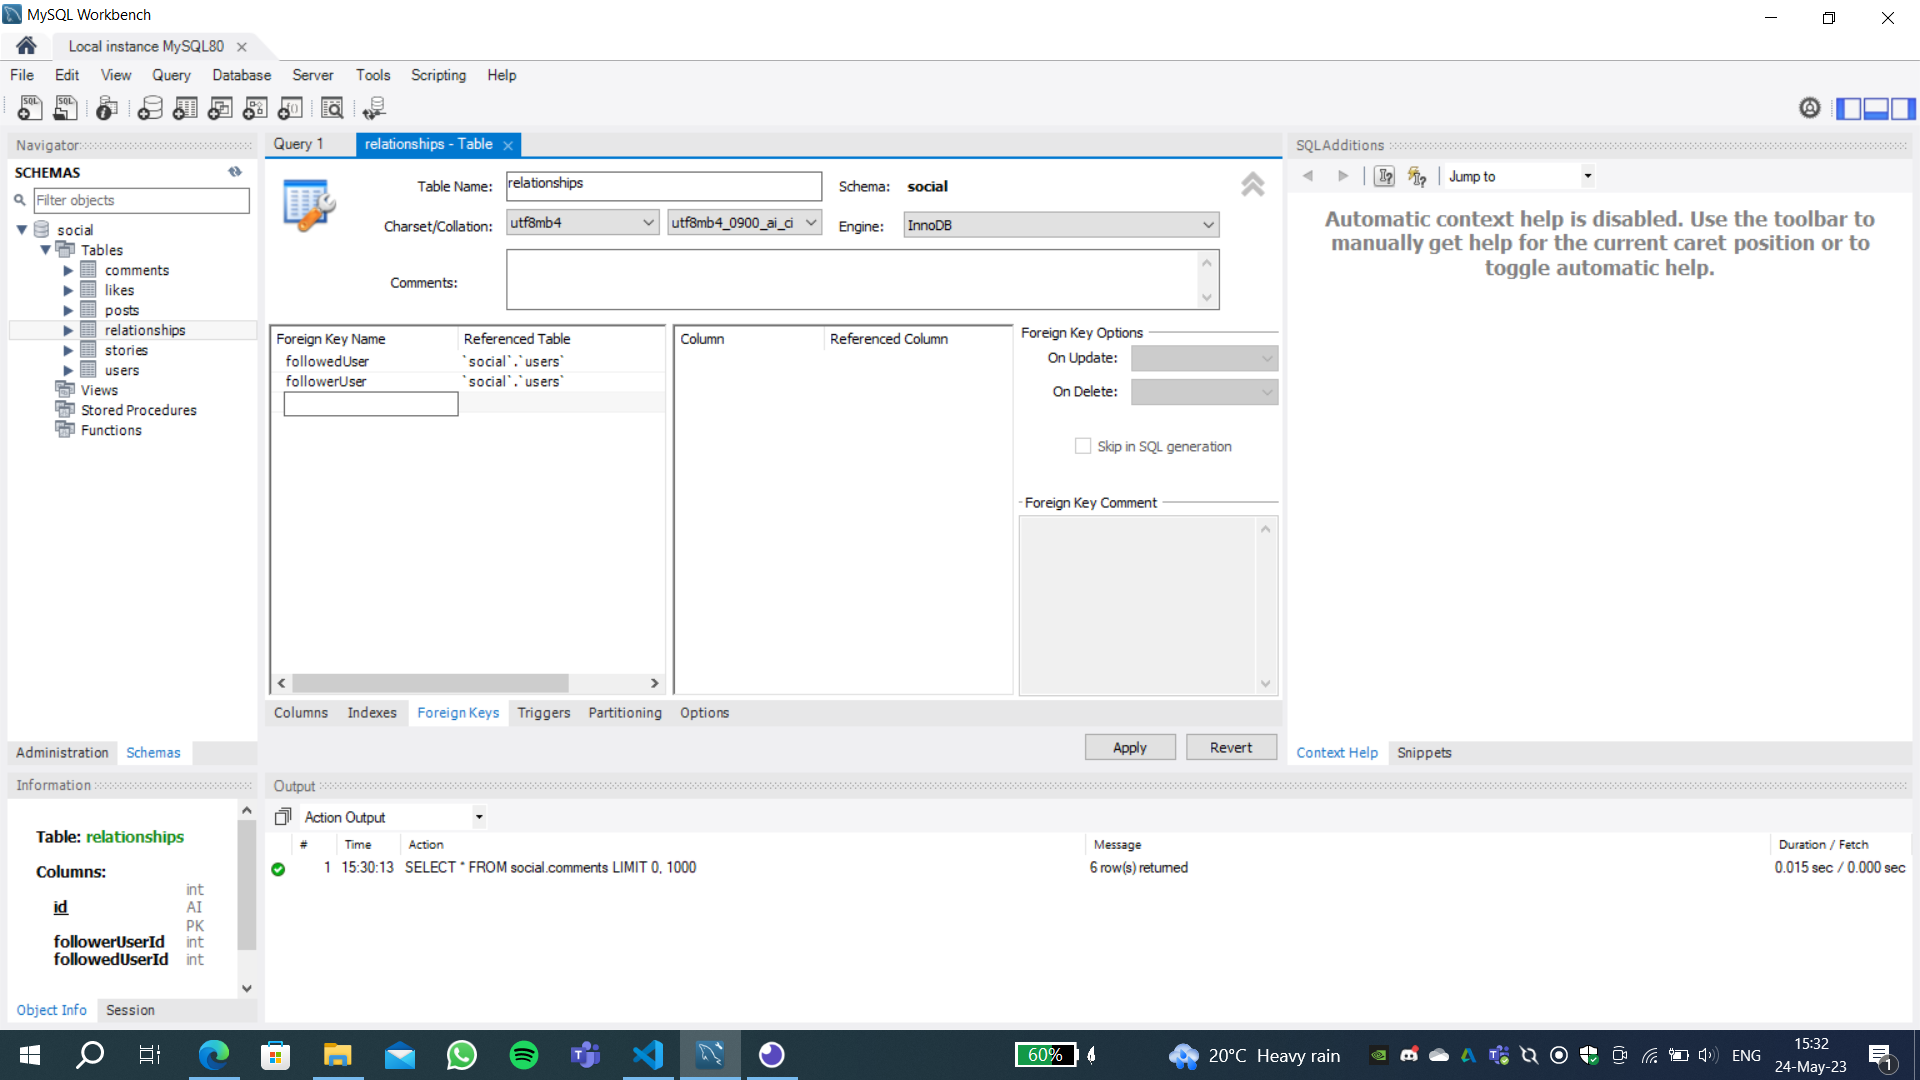 MySQL Workbench
Local instance MySQL80
File Edit View Query Database Server Tools Scripting Help
Navigator
SCHEMAS
Filter objects
social
Tables
comments
likes
posts
relationships
stories
users
Views
Stored Procedures
Functions
Administration Schemas
Information
Table: relationships
Columns:
id int AI PK
followerUserId int
followedUserId int
Object Info Session
Query 1 relationships - Table
Table Name: relationships Schema: social
Charset/Collation: utf8mb4 utf8mb4_0900_ai_ci Engine: InnoDB
Comments:
Foreign Key Name Referenced Table
followedUser `social`.`users`
followerUser `social`.`users`
Column Referenced Column
Foreign Key Options
On Update:
On Delete:
Skip in SQL generation
Foreign Key Comment
Columns Indexes Foreign Keys Triggers Partitioning Options
Apply Revert
SQLAdditions
Jump to
Automatic context help is disabled. Use the toolbar to
manually get help for the current caret position or to
toggle automatic help.
Context Help Snippets
Output
Action Output
# Time Action Message Duration / Fetch
1 15:30:13 SELECT * FROM social.comments LIMIT 0, 1000 6 row(s) returned 0.015 sec / 0.000 sec
60% 20°C Heavy rain ENG 15:32
24-May-23 1